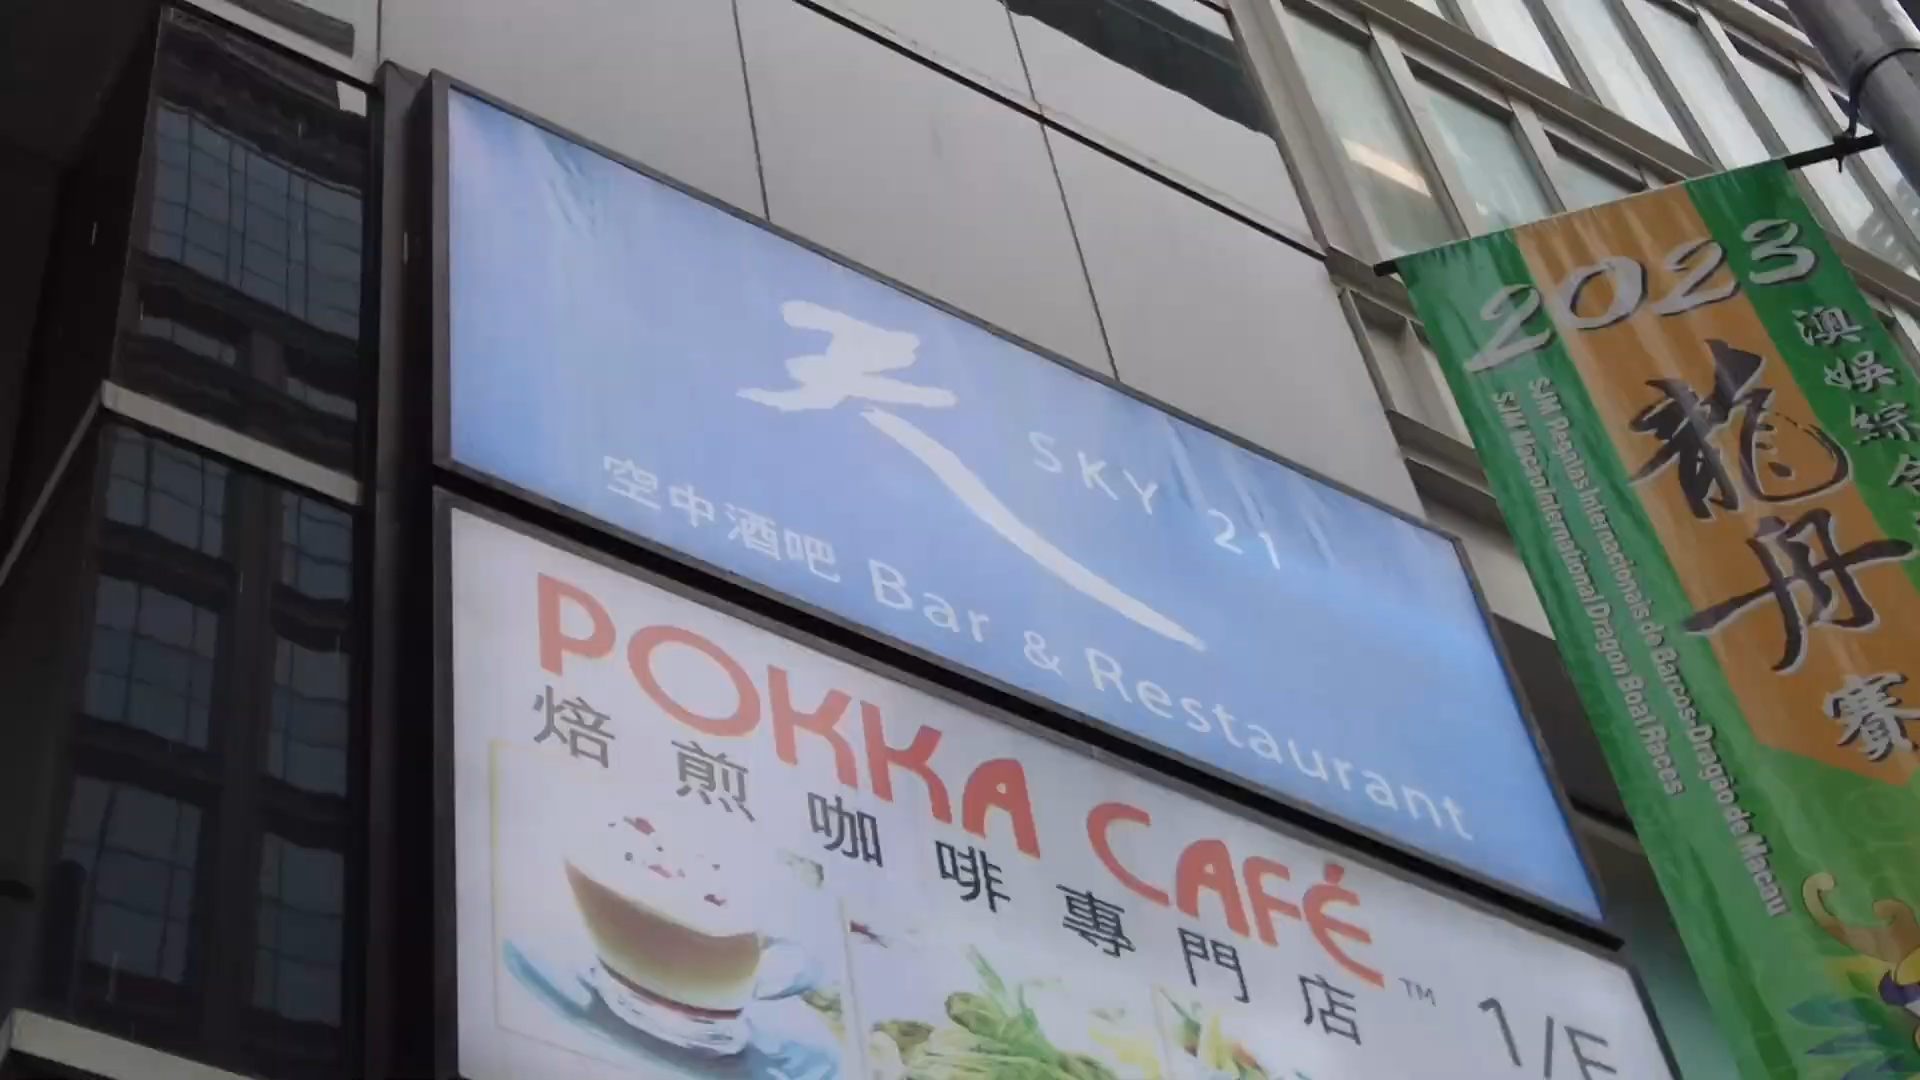 天
SKY 21
空中酒吧 Bar & Restaurant
POKKA CAFÉ™
焙煎咖啡專門店
1/F
2023
澳娛綜合
龍舟賽
SJM Regatas Internacionais de Barcos-Dragão de Macau
SJM Macao International Dragon Boat Races